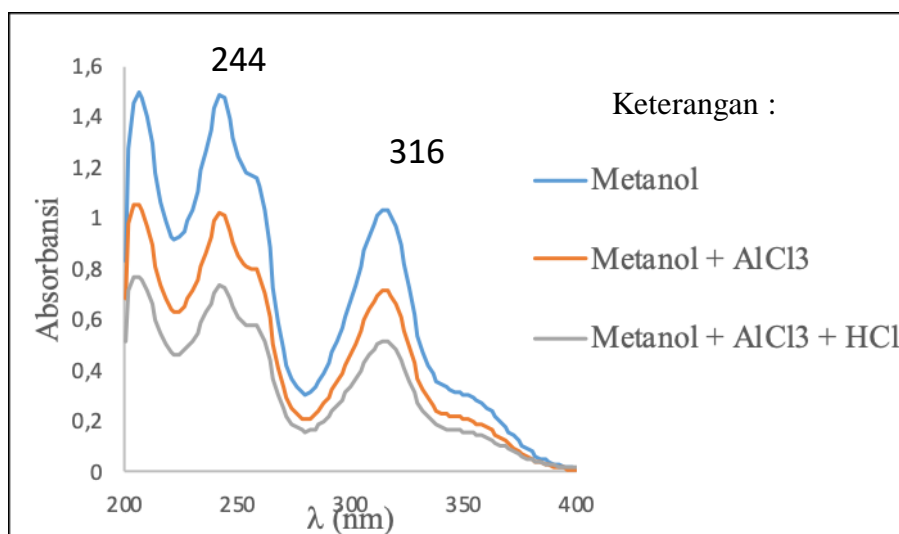 244
316
Keterangan :
Metanol
Metanol + AlCl3
Metanol + AlCl3 + HCl
Absorbansi
1,6
1,4
1,2
1
0,8
0,6
0,4
0,2
0
200 250 300 350 400
λ (nm)